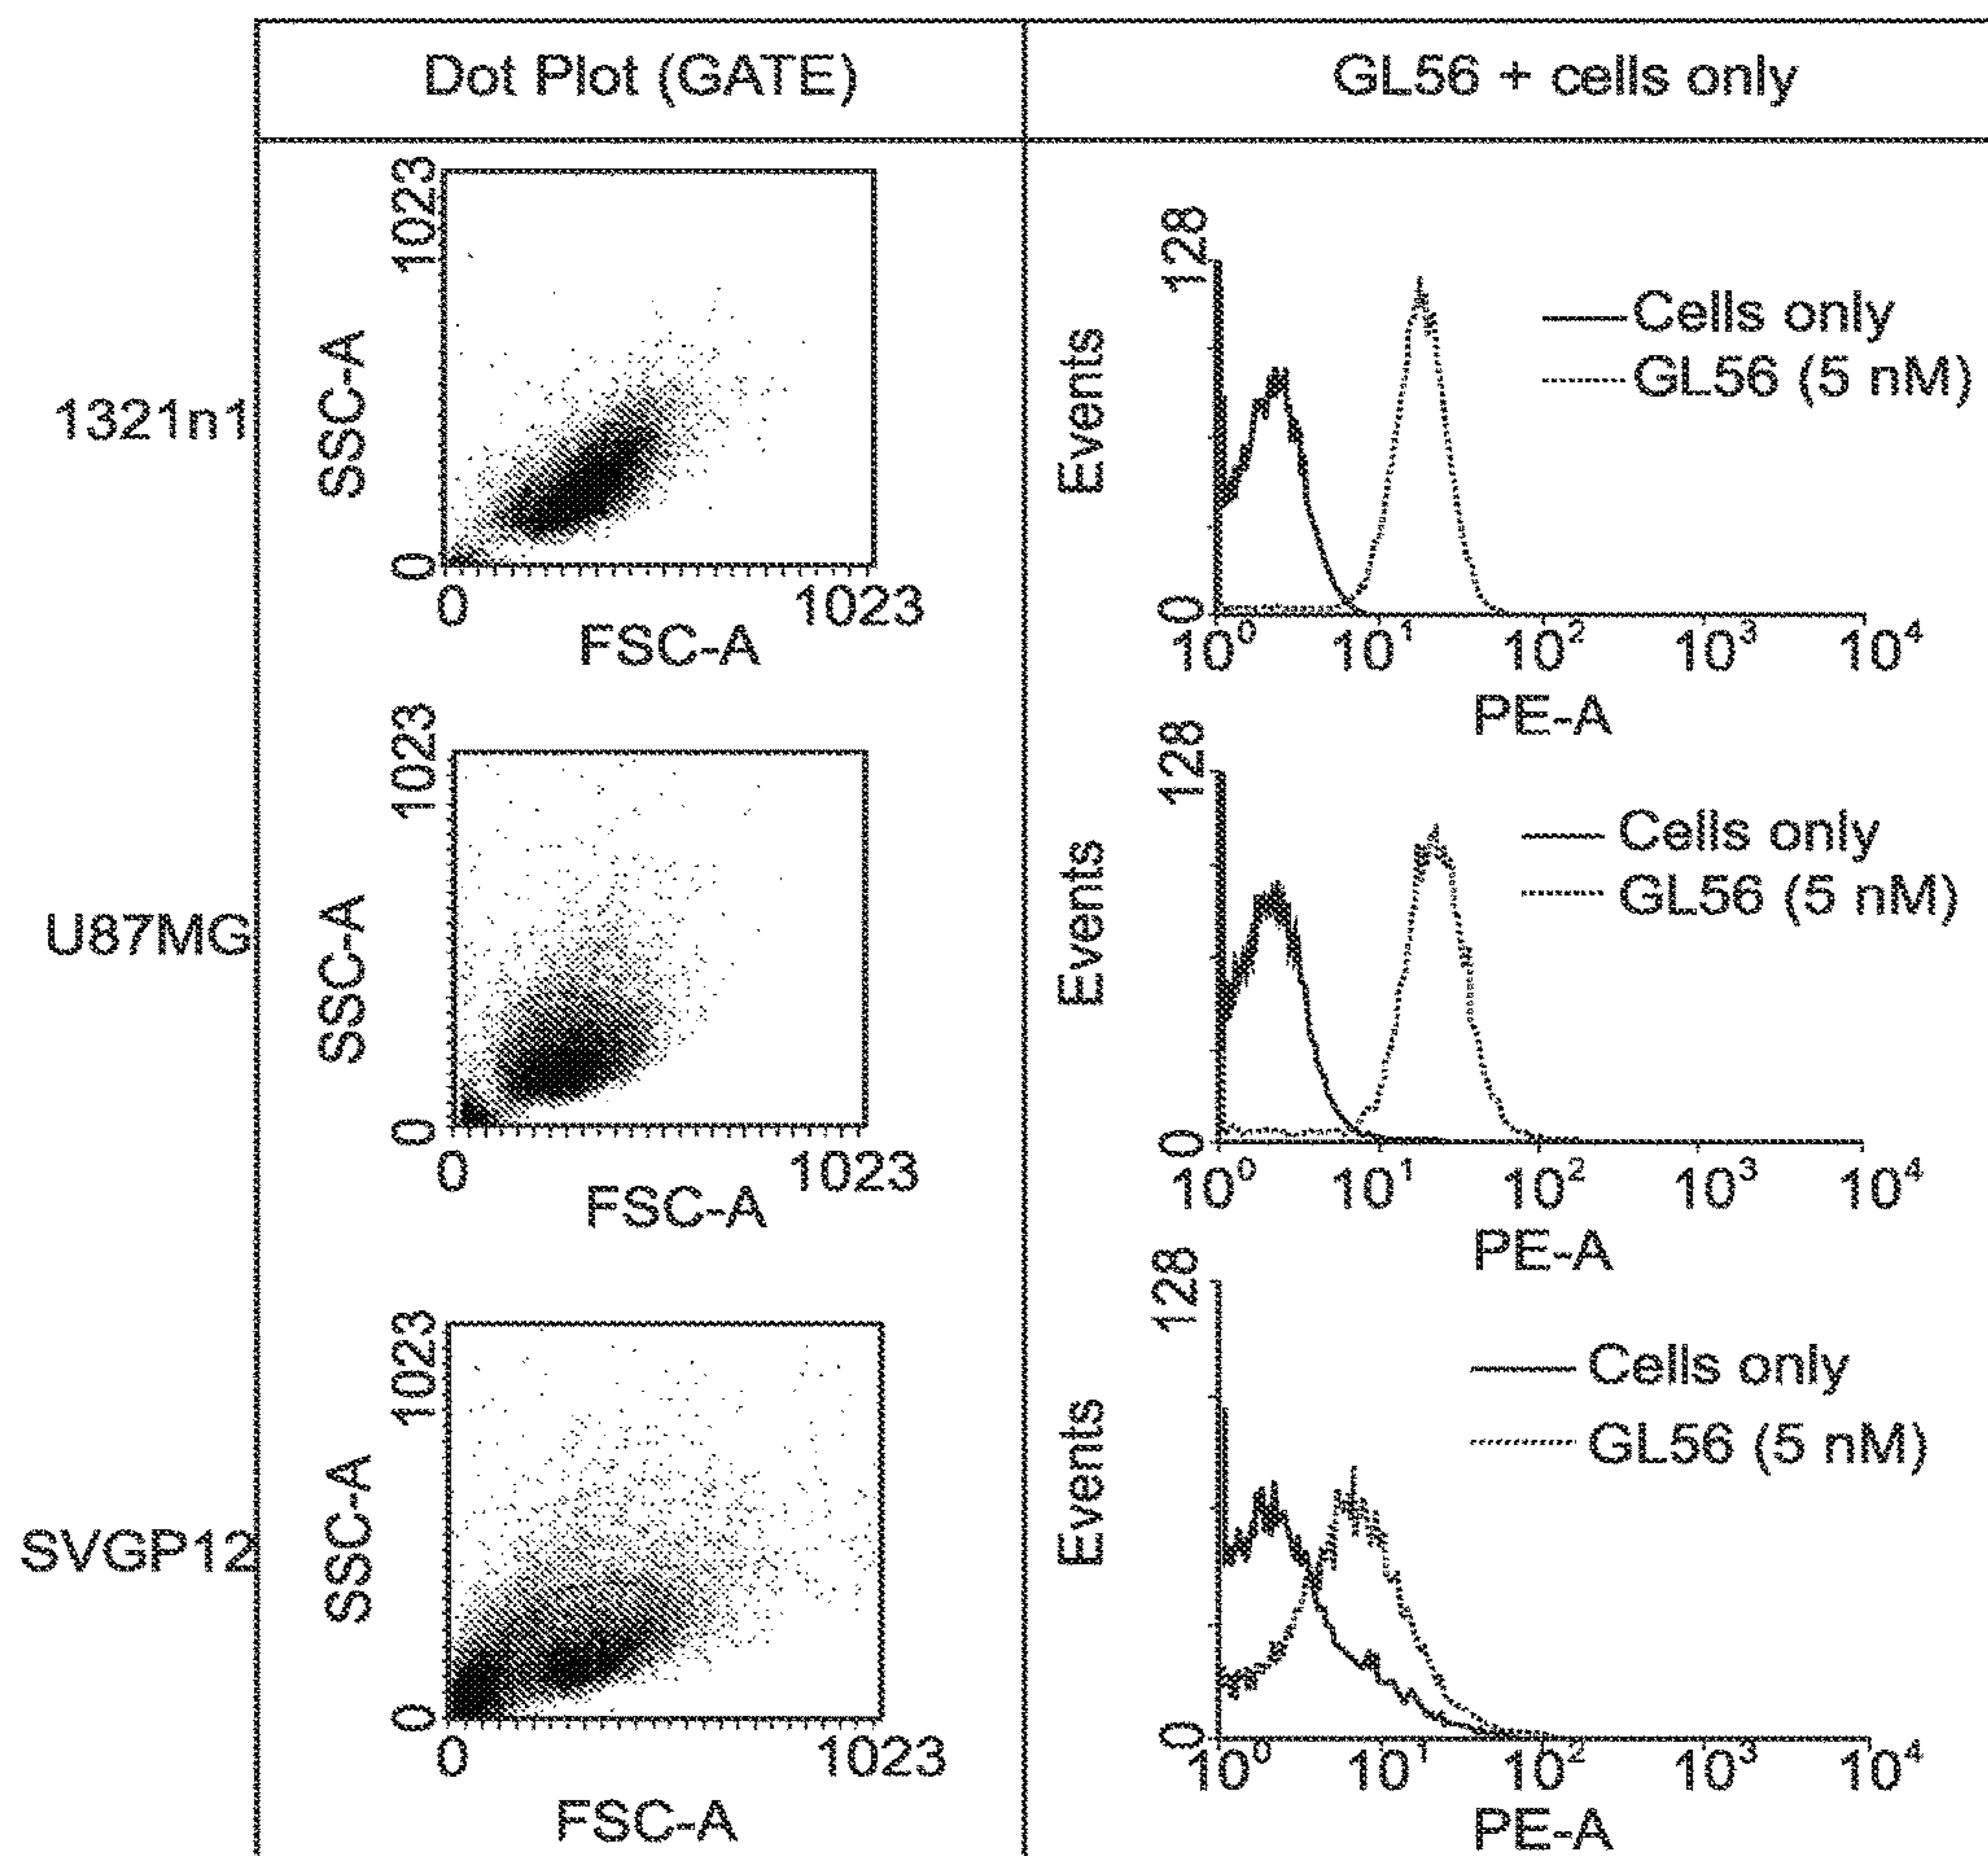 Dot Plot (GATE)
GL56 + cells only
1321n1
1023
SSC-A
0
0
1023
FSC-A
128
Events
0
Cells only
GL56 (5 nM)
10⁰
10¹
10²
10³
10⁴
PE-A
U87MG
1023
SSC-A
0
0
1023
FSC-A
128
Events
0
Cells only
GL56 (5 nM)
10⁰
10¹
10²
10³
10⁴
PE-A
SVGP12
1023
SSC-A
0
0
1023
FSC-A
128
Events
0
Cells only
GL56 (5 nM)
10⁰
10¹
10²
10³
10⁴
PE-A